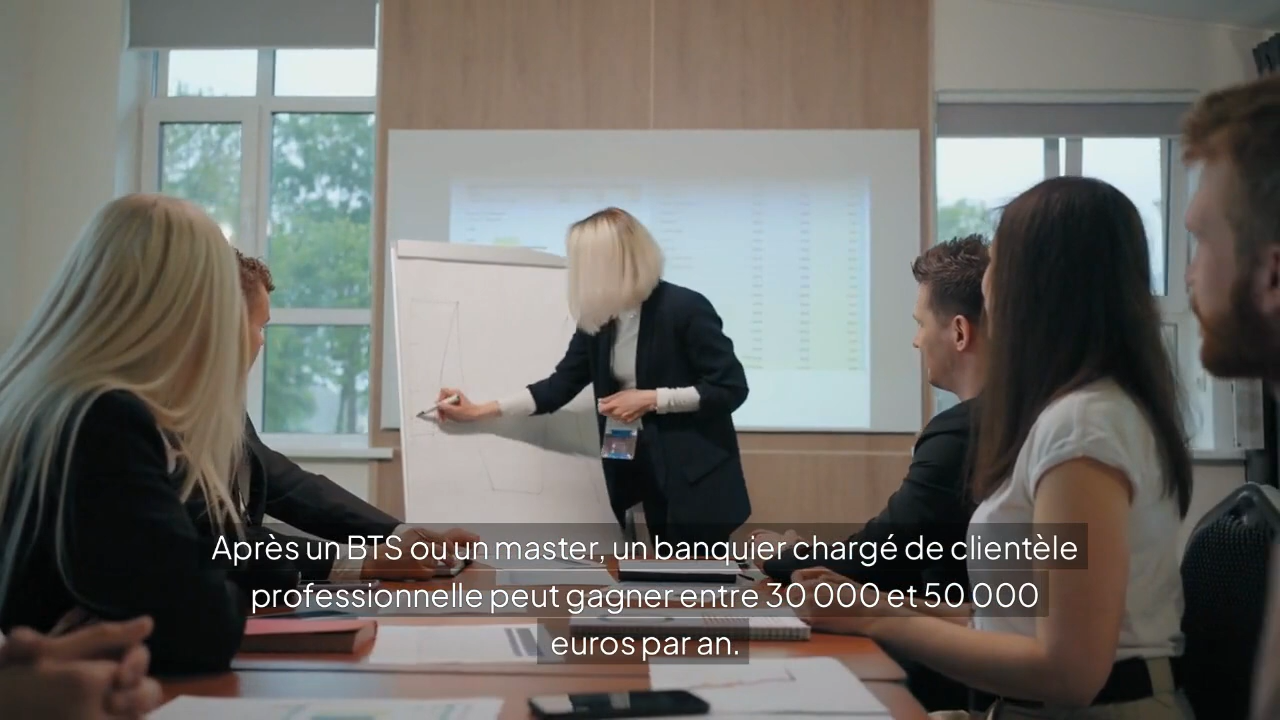 Après un BTS ou un master, un banquier chargé de clientèle
professionnelle peut gagner entre 30 000 et 50 000
euros par an.